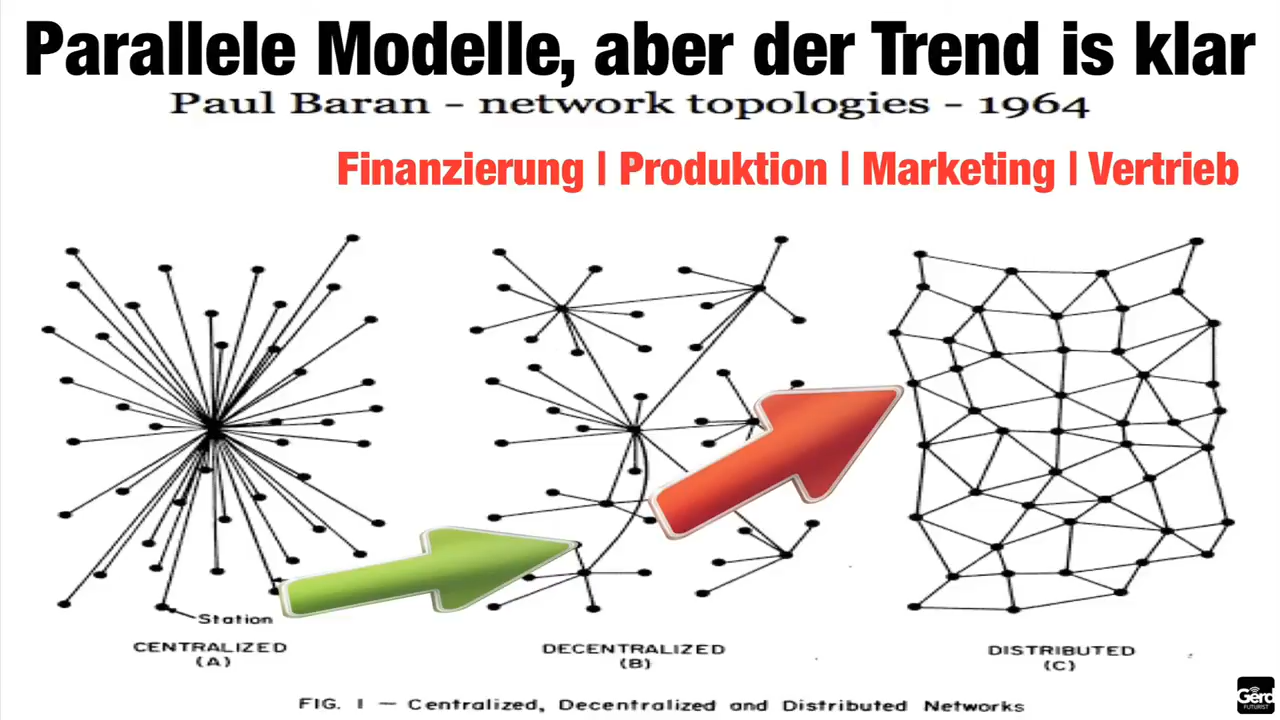 Parallele Modelle, aber der Trend is klar
Paul Baran - network topologies - 1964
Finanzierung | Produktion | Marketing | Vertrieb
Station
CENTRALIZED
(A)
DECENTRALIZED
(B)
DISTRIBUTED
(C)
FIG. I — Centralized, Decentralized and Distributed Networks
Gerd
FUTURIST